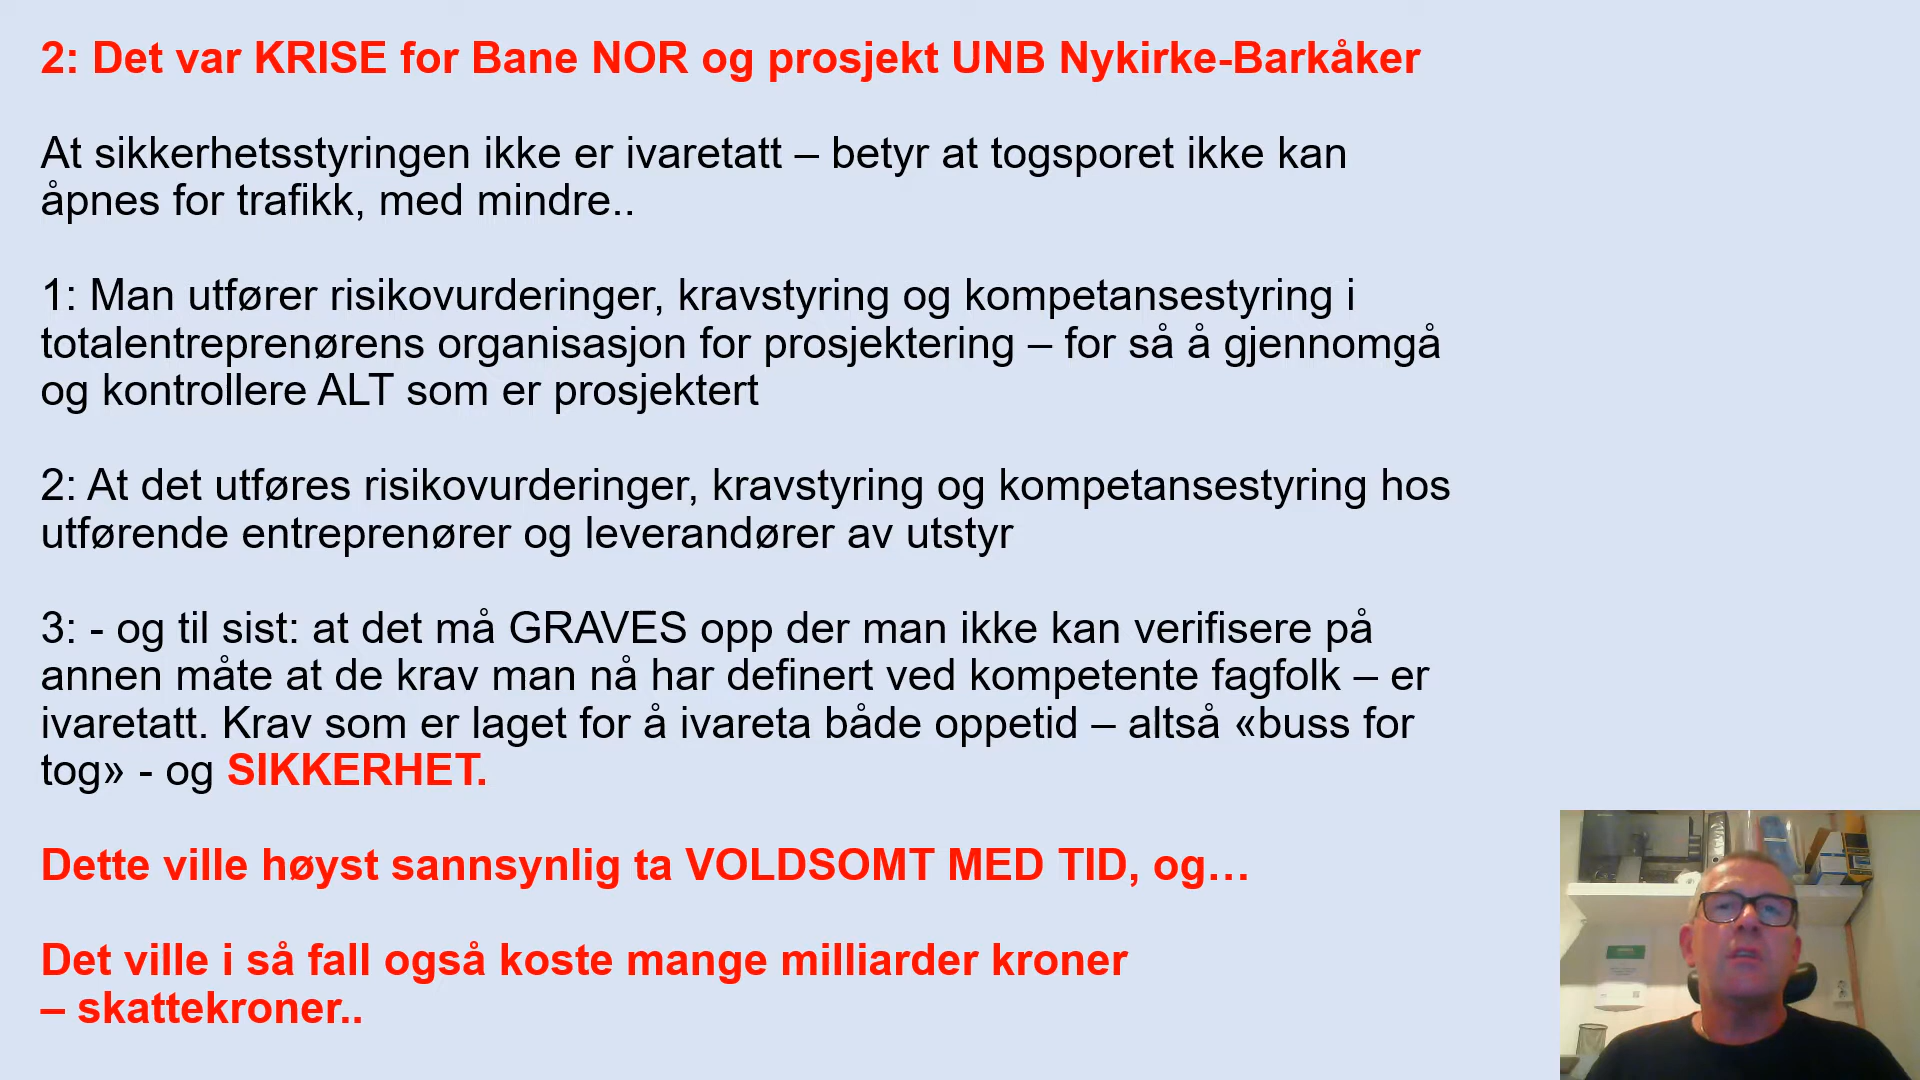 2: Det var KRISE for Bane NOR og prosjekt UNB Nykirke-Barkåker
At sikkerhetsstyringen ikke er ivaretatt – betyr at togsporet ikke kan
åpnes for trafikk, med mindre..
1: Man utfører risikovurderinger, kravstyring og kompetansestyring i
totalentreprenørens organisasjon for prosjektering – for så å gjennomgå
og kontrollere ALT som er prosjektert
2: At det utføres risikovurderinger, kravstyring og kompetansestyring hos
utførende entreprenører og leverandører av utstyr
3: - og til sist: at det må GRAVES opp der man ikke kan verifisere på
annen måte at de krav man nå har definert ved kompetente fagfolk – er
ivaretatt. Krav som er laget for å ivareta både oppetid – altså «buss for
tog» - og SIKKERHET.
Dette ville høyst sannsynlig ta VOLDSOMT MED TID, og…
Det ville i så fall også koste mange milliarder kroner
– skattekroner..